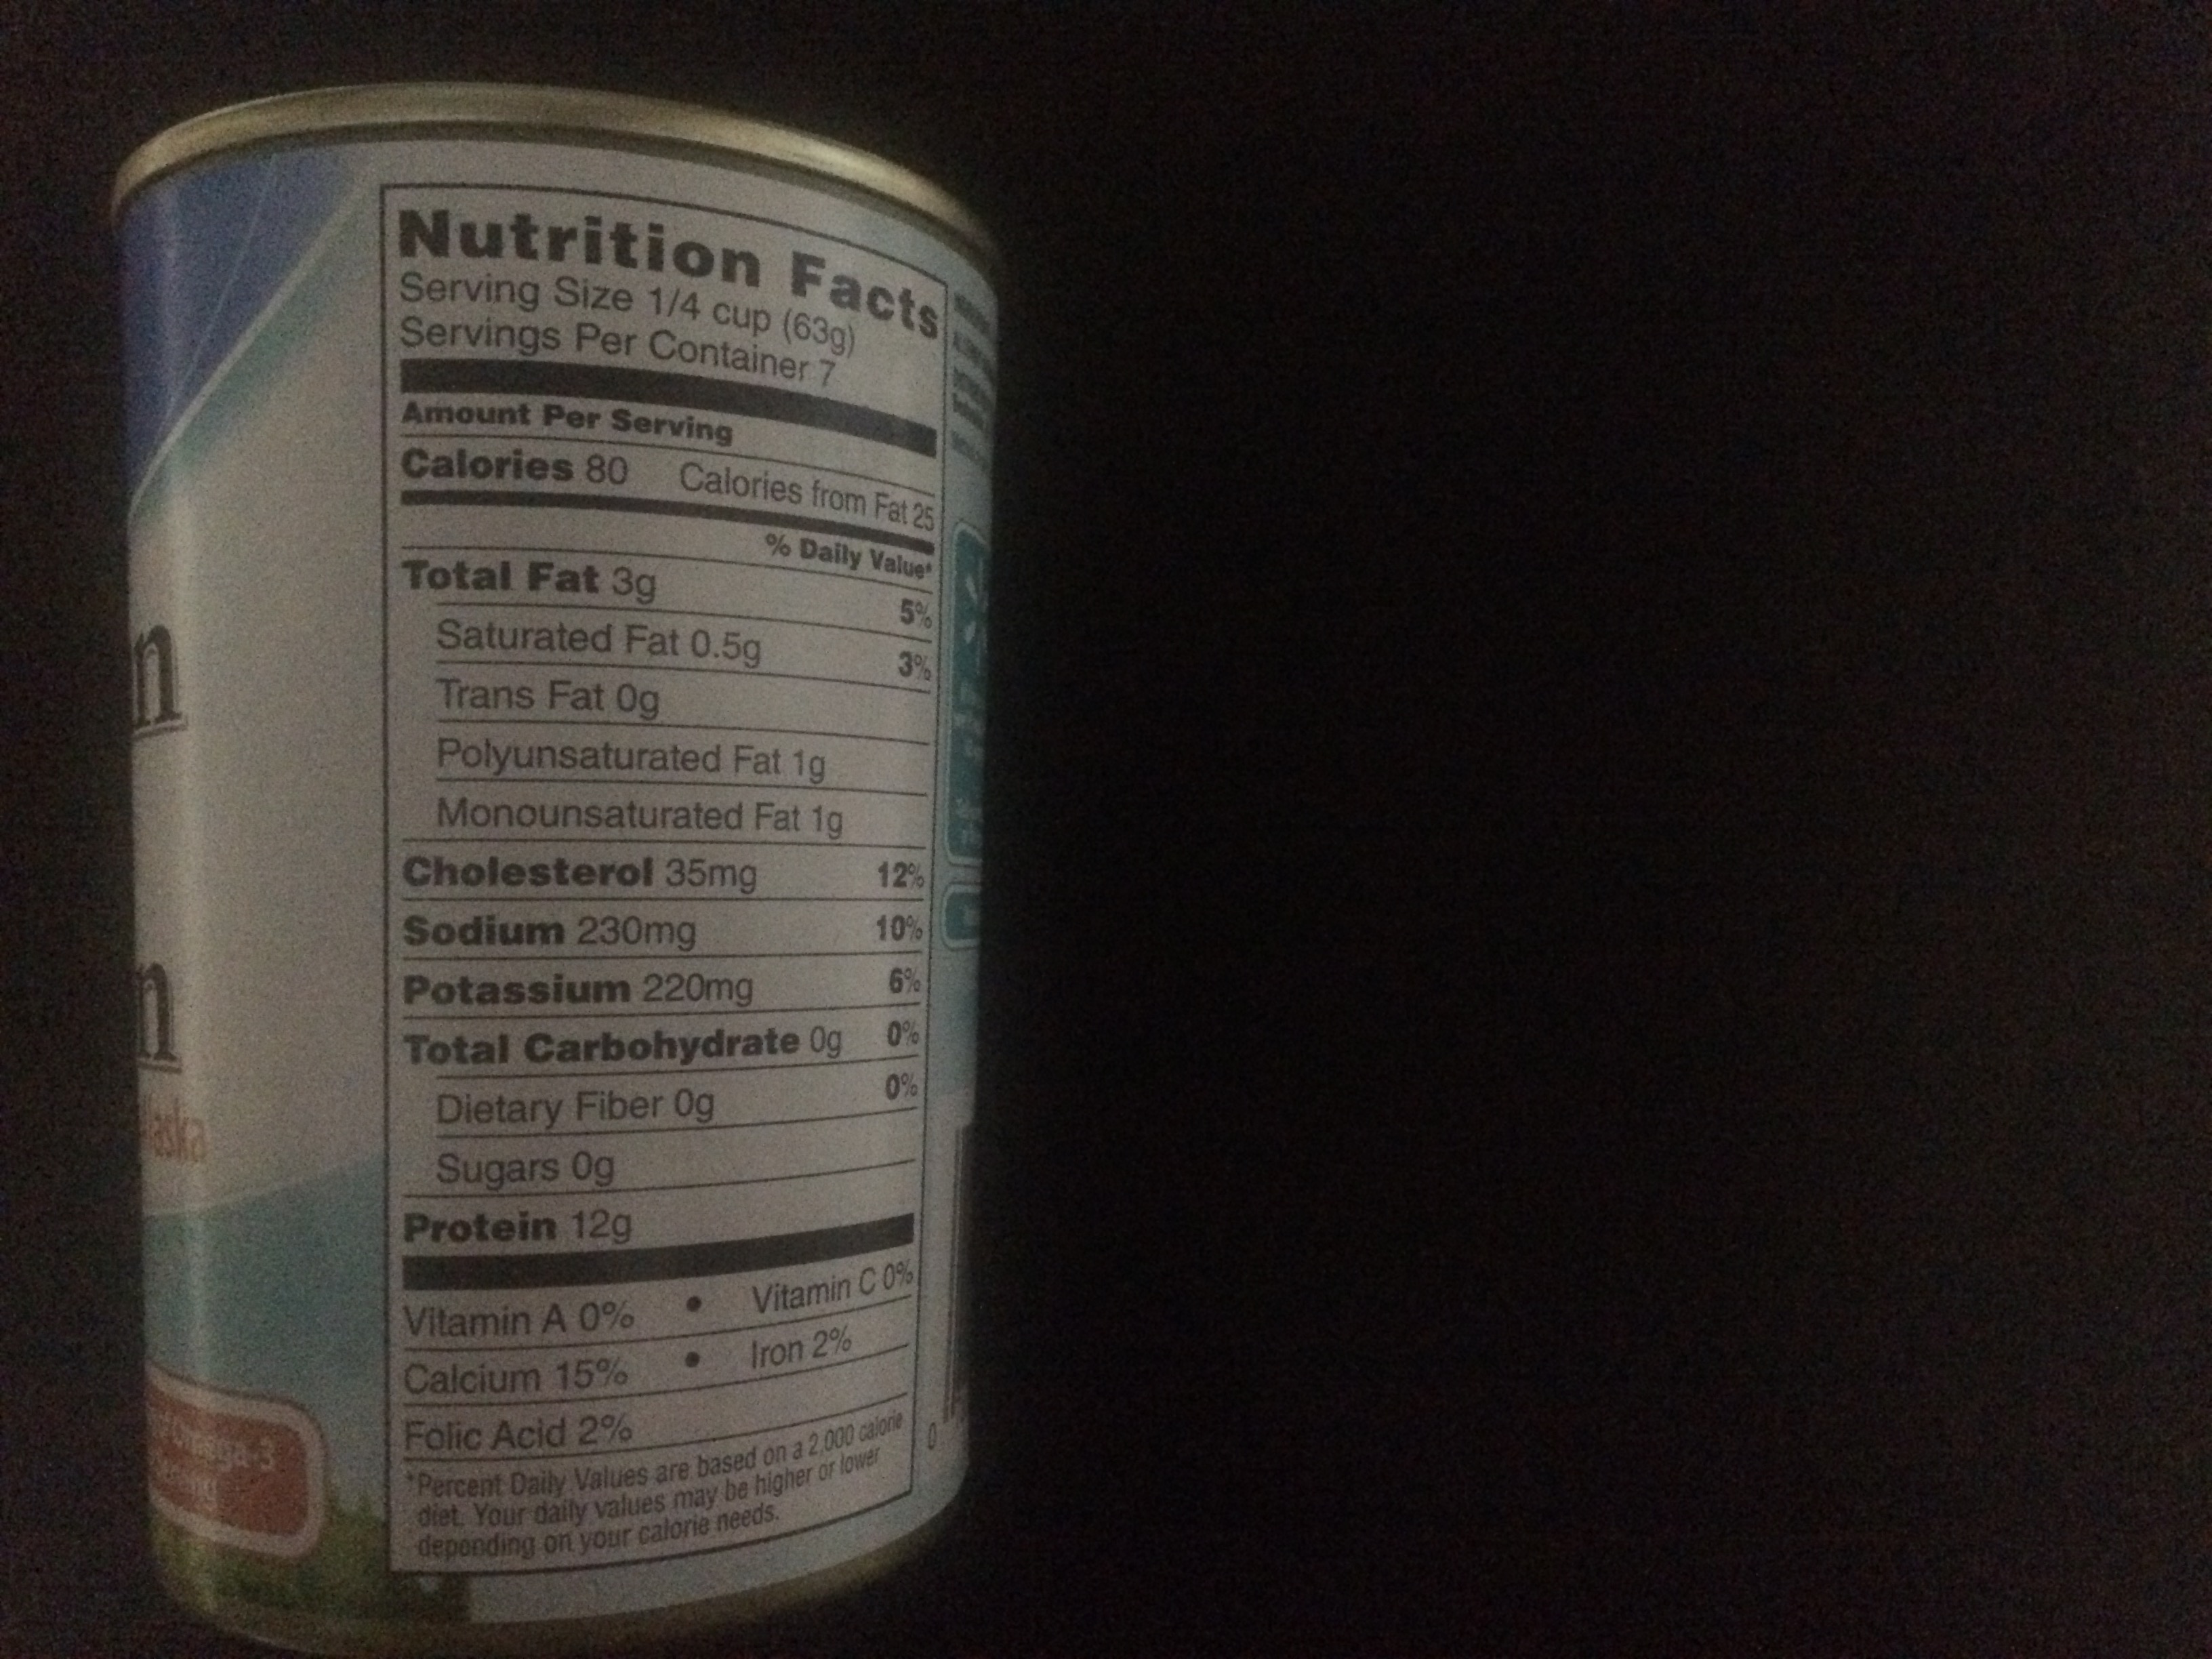 Nutrition Facts
Serving Size 1/4 cup (63g)
Servings Per Container 7
Amount Per Serving
Calories 80 Calories from Fat 25
% Daily Value*
Total Fat 3g 5%
Saturated Fat 0.5g 3%
Trans Fat 0g
Polyunsaturated Fat 1g
Monounsaturated Fat 1g
Cholesterol 35mg 12%
Sodium 230mg 10%
Potassium 220mg 6%
Total Carbohydrate 0g 0%
Dietary Fiber 0g 0%
Sugars 0g
Protein 12g
Vitamin A 0% • Vitamin C 0%
Calcium 15% • Iron 2%
Folic Acid 2%
*Percent Daily Values are based on a 2,000 calorie
diet. Your daily values may be higher or lower
depending on your calorie needs.
n
n
Omega-3
0